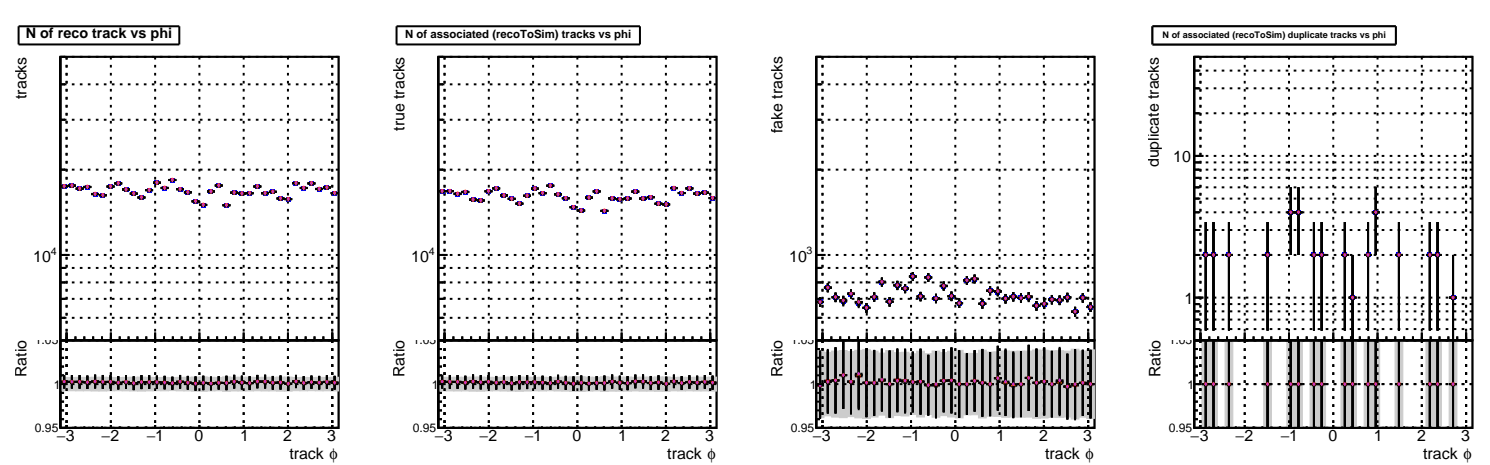 N of reco track vs phi
tracks
10⁴
Ratio
1
0.95
−3 −2 −1 0 1 2 3
track ϕ
N of associated (recoToSim) tracks vs phi
true tracks
10⁴
Ratio
1
0.95
−3 −2 −1 0 1 2 3
track ϕ
fake tracks
10³
Ratio
1
0.95
−3 −2 −1 0 1 2 3
track ϕ
N of associated (recoToSim) duplicate tracks vs phi
duplicate tracks
10
1
Ratio
1
0.95
−3 −2 −1 0 1 2 3
track ϕ